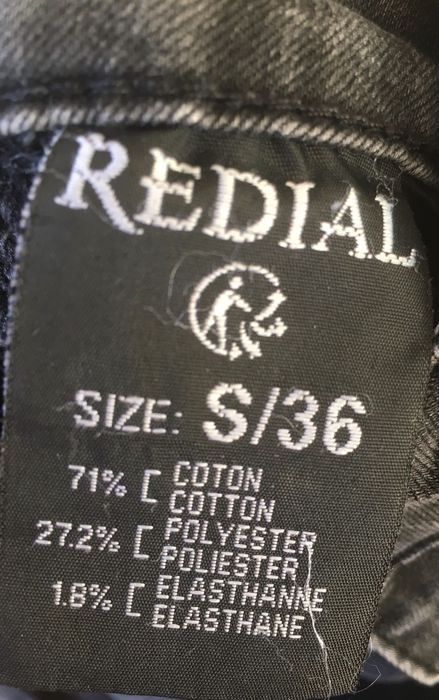 REDIAL
SIZE: S/36
71% [ COTON
COTTON
27.2% [ POLYESTER
POLIESTER
1.8% [ ELASTHANNE
ELASTHANE